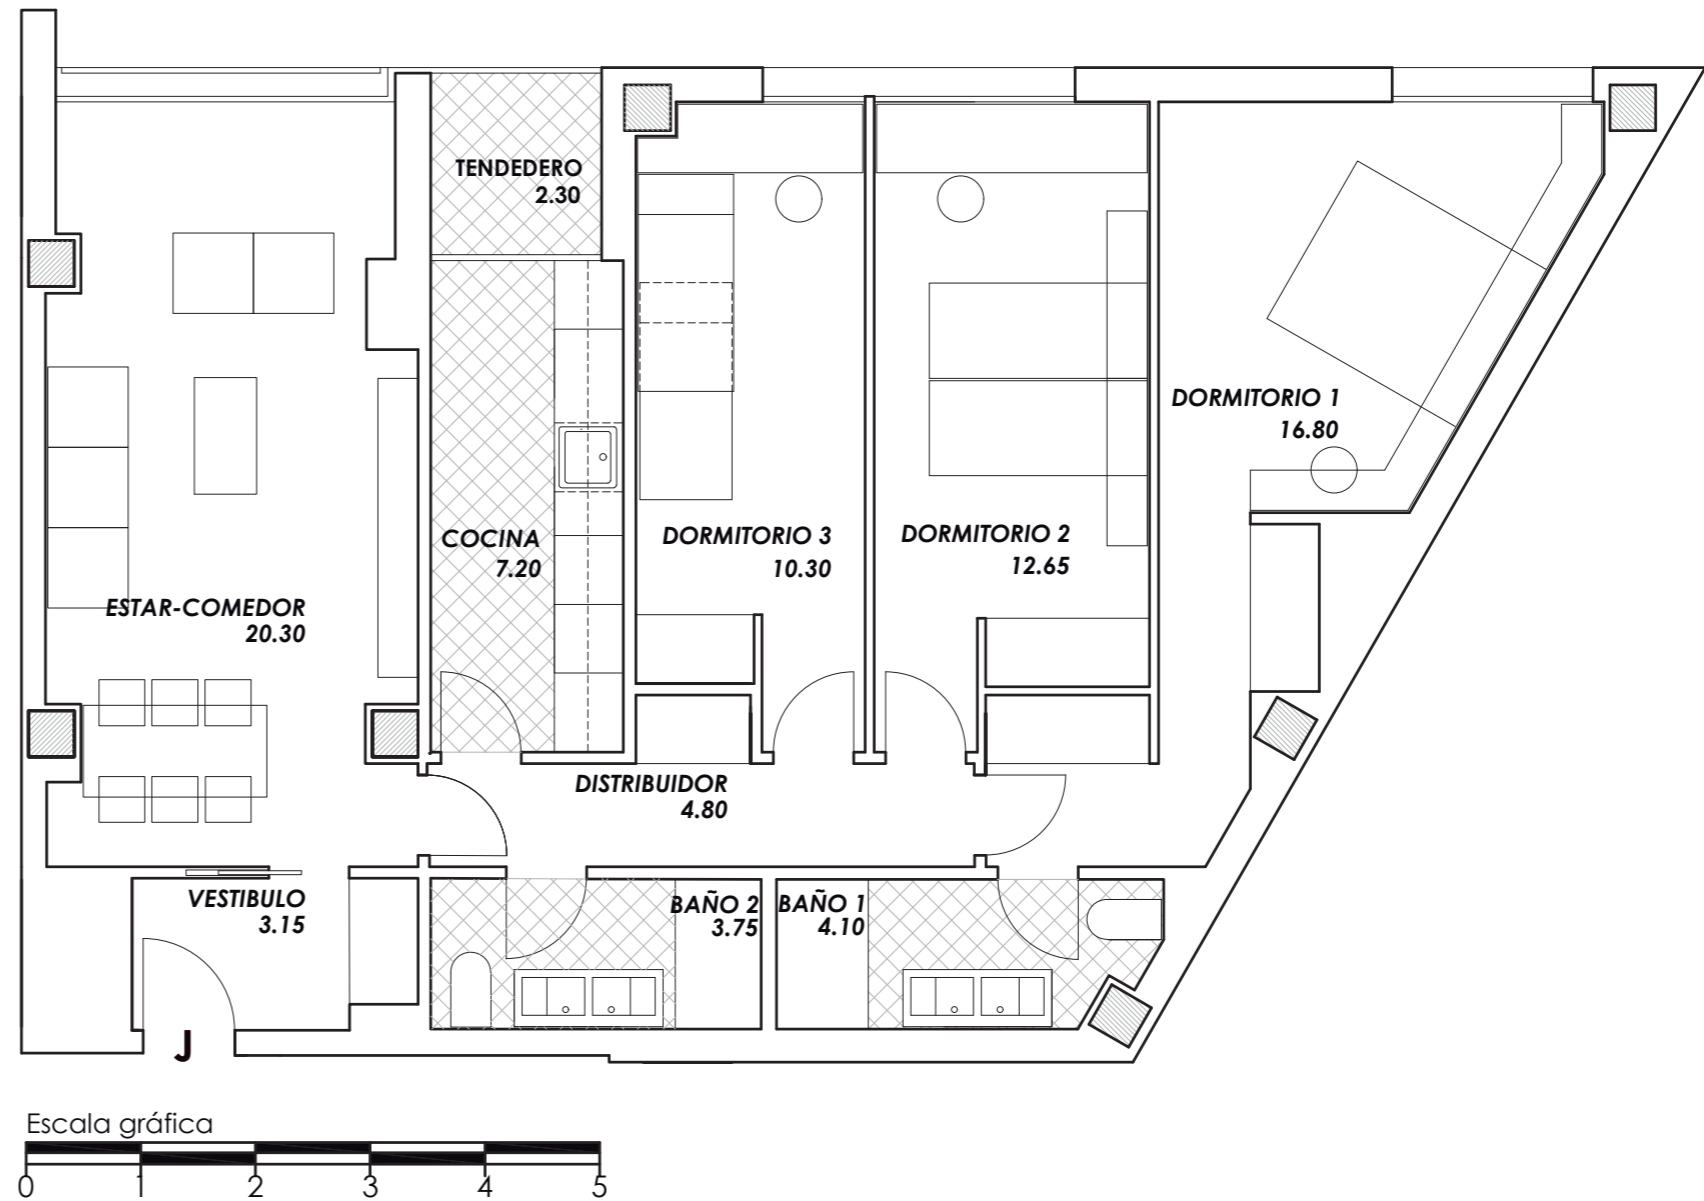 TENDEDERO
2.30
DORMITORIO 1
16.80
COCINA
7.20
DORMITORIO 3
10.30
DORMITORIO 2
12.65
ESTAR-COMEDOR
20.30
DISTRIBUIDOR
4.80
VESTIBULO
3.15
BAÑO 2
3.75
BAÑO 1
4.10
J
Escala gráfica
0 1 2 3 4 5